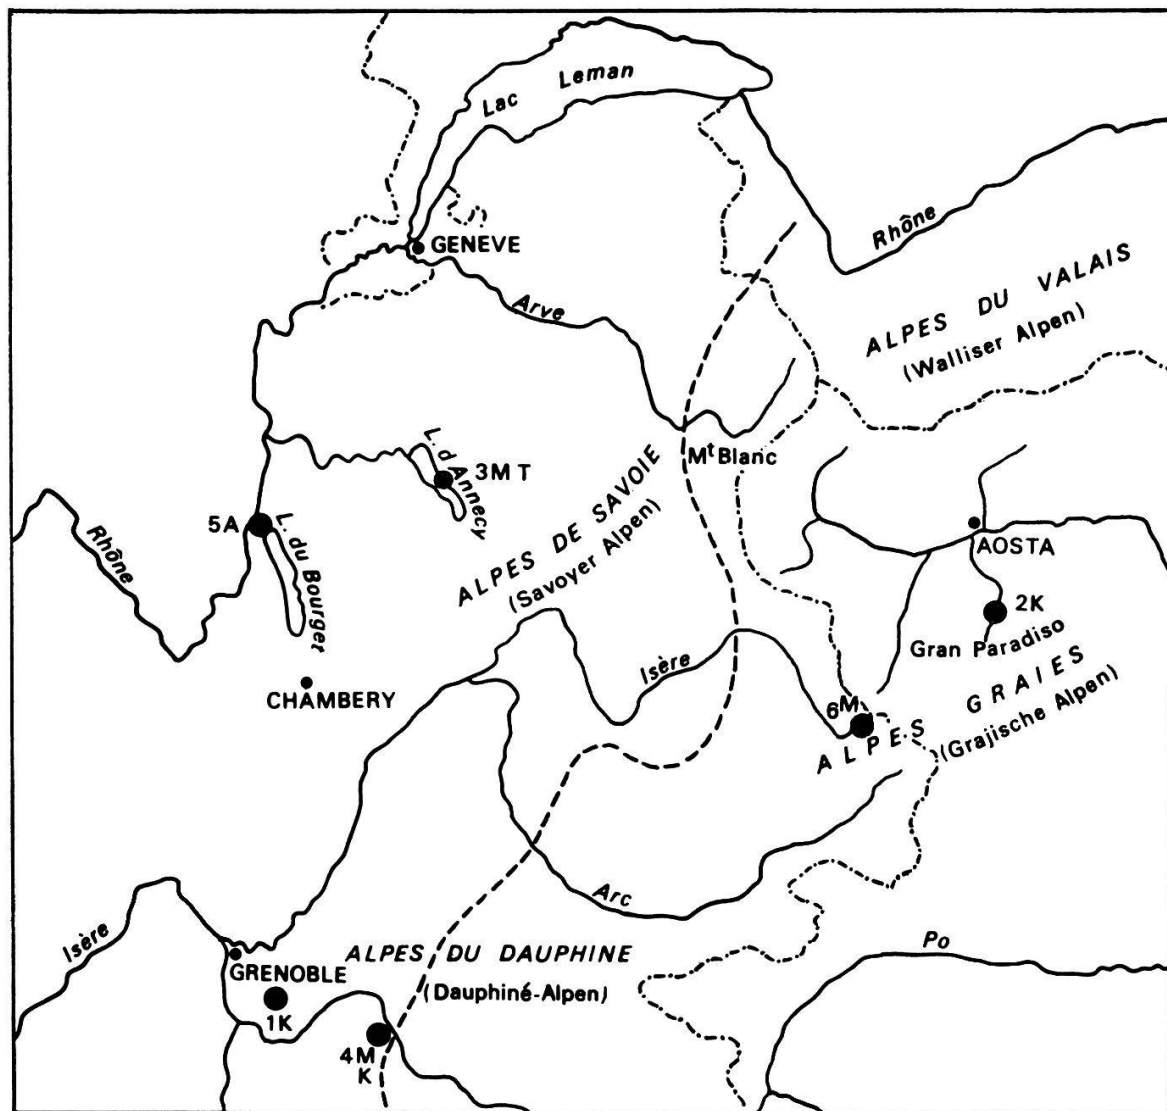 Lac Leman
GENEVE
Rhône
Arve
ALPES DU VALAIS
(Walliser Alpen)
Mt Blanc
L. d Annecy
3M T
5A
L. du Bourget
Rhône
ALPES DE SAVOIE
(Savoyer Alpen)
AOSTA
2K
Gran Paradiso
Isère
CHAMBERY
6M
ALPES GRAIES
(Grajische Alpen)
Arc
Isère
GRENOBLE
1K
ALPES DU DAUPHINE
(Dauphiné-Alpen)
Po
4M
K